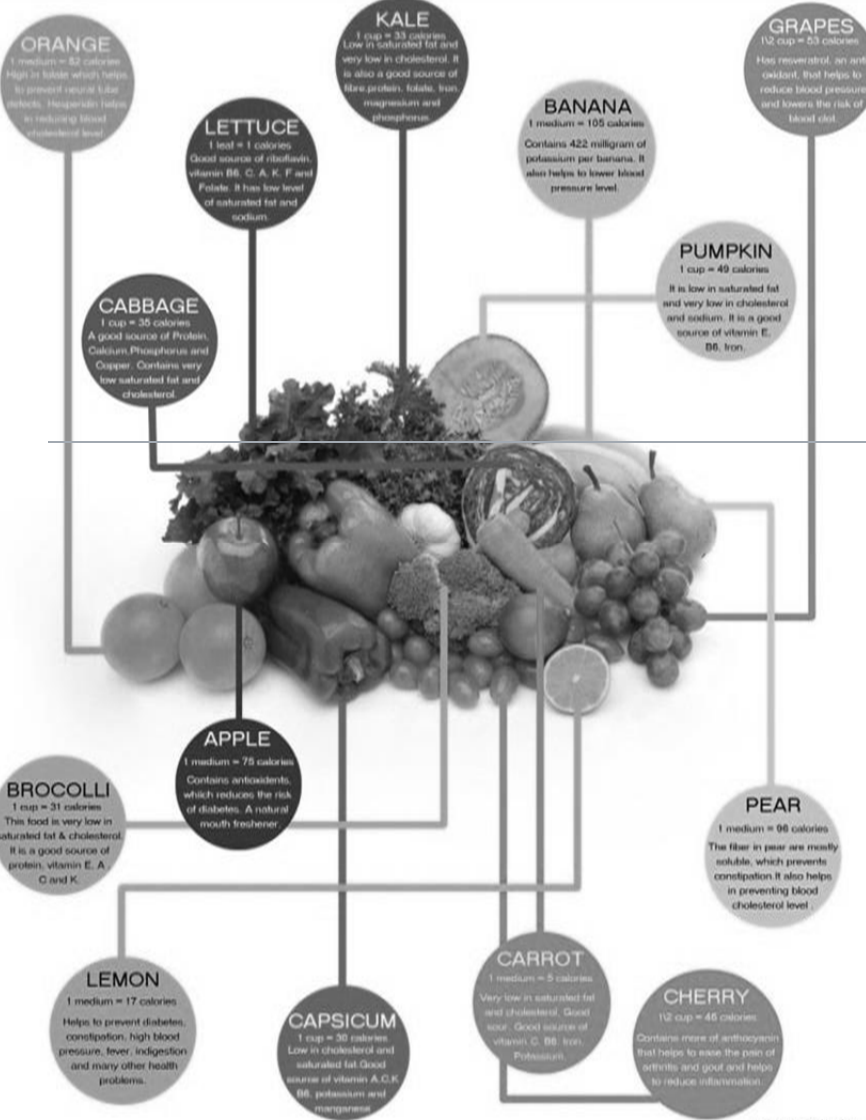 ORANGE
1 medium = 62 calories
High in folate which helps
to prevent neural tube
defects. Hesperidin helps
in reducing blood
cholesterol level.
KALE
1 cup = 33 calories
Low in saturated fat and
very low in cholesterol. It
is also a good source of
fibre,protein, folate, Iron,
magnesium and
phosphorus.
GRAPES
1\2 cup = 53 calories
Has resveratrol, an anti
oxidant, that helps to
reduce blood pressure
and lowers the risk of
blood clot.
LETTUCE
1 leaf = 1 calories
Good source of riboflavin,
vitamin B6, C, A, K, F and
Folate. It has low level
of saturated fat and
sodium.
BANANA
1 medium = 105 calories
Contains 422 milligram of
potassium per banana. It
also helps to lower blood
pressure level.
PUMPKIN
1 cup = 49 calories
It is low in saturated fat
and very low in cholesterol
and sodium. It is a good
source of vitamin E,
B6, Iron.
CABBAGE
1 cup = 35 calories
A good source of Protein,
Calcium,Phosphorus and
Copper. Contains very
low saturated fat and
cholesterol.
APPLE
1 medium = 75 calories
Contains antioxidents,
which reduces the risk
of diabetes. A natural
mouth freshener.
BROCOLLI
1 cup = 31 calories
This food is very low in
saturated fat & cholesterol.
It is a good source of
protein, vitamin E, A ,
C and K.
PEAR
1 medium = 96 calories
The fiber in pear are mostly
soluble, which prevents
constipation.It also helps
in preventing blood
cholesterol level .
LEMON
1 medium = 17 calories
Helps to prevent diabetes,
constipation, high blood
pressure, fever, indigestion
and many other health
problems.
CAPSICUM
1 cup = 30 calories
Low in cholesterol and
saturated fat.Good
source of vitamin A,C,K
B6, potassium and
manganese
CARROT
1 medium = 5 calories
Very low in saturated fat
and cholesterol. Good
sour. Good source of
vitamin C, B6, Iron,
Potassium.
CHERRY
1\2 cup = 46 calories
Contains more of anthocyanin
that helps to ease the pain of
arthritis and gout and helps
to reduce inflammation.